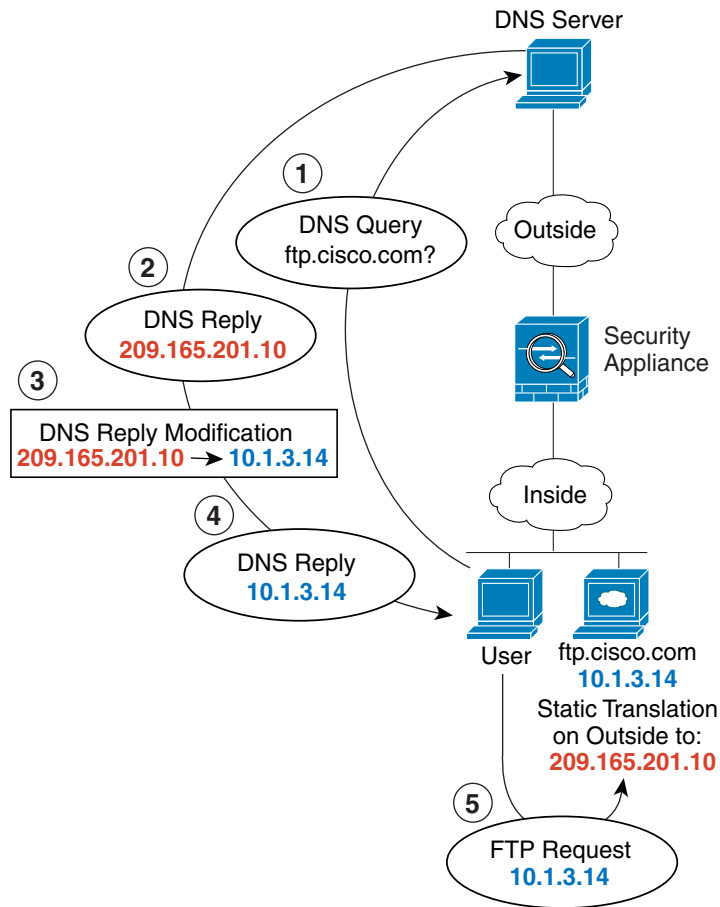 DNS Server
1
DNS Query
ftp.cisco.com?
Outside
2
DNS Reply
209.165.201.10
Security
Appliance
3
DNS Reply Modification
209.165.201.10 → 10.1.3.14
Inside
4
DNS Reply
10.1.3.14
User
ftp.cisco.com
10.1.3.14
Static Translation
on Outside to:
209.165.201.10
5
FTP Request
10.1.3.14